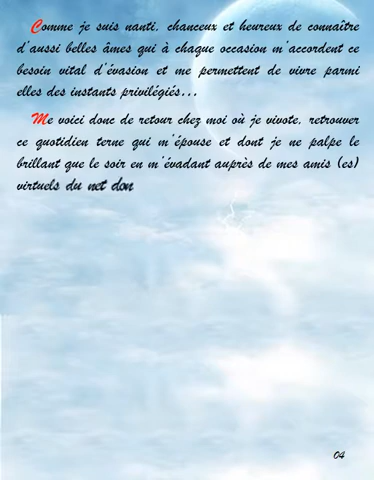 Comme je suis nanti, chanceux et heureux de connaître
d'aussi belles âmes qui à chaque occasion m'accordent ce
besoin vital d'évasion et me permettent de vivre parmi
elles des instants privilégiés...
Me voici donc de retour chez moi où je vivote, retrouver
ce quotidien terne qui m'épouse et dont je ne palpe le
brillant que le soir en m'évadant auprès de mes amis (es)
virtuels du net don
04